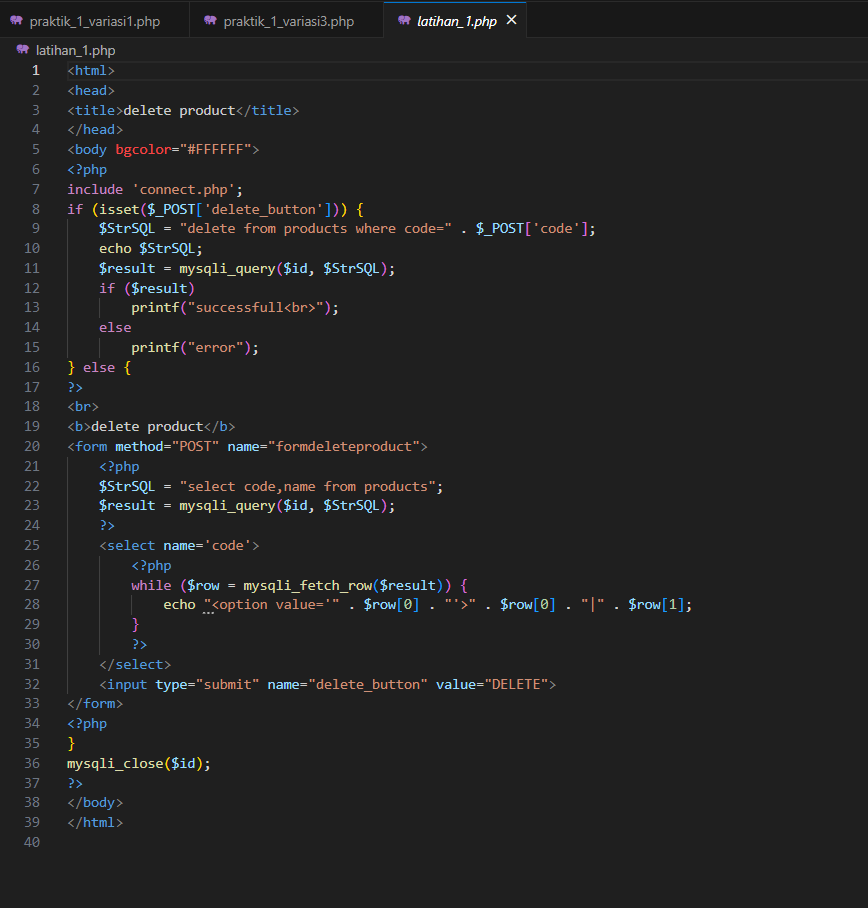 praktik_1_variasi1.php praktik_1_variasi3.php latihan_1.php ×
latihan_1.php
1 <html>
2 <head>
3 <title>delete product</title>
4 </head>
5 <body bgcolor="#FFFFFF">
6 <?php
7 include 'connect.php';
8 if (isset($_POST['delete_button'])) {
9 $StrSQL = "delete from products where code=" . $_POST['code'];
10 echo $StrSQL;
11 $result = mysqli_query($id, $StrSQL);
12 if ($result)
13 printf("successfull<br>");
14 else
15 printf("error");
16 } else {
17 ?>
18 <br>
19 <b>delete product</b>
20 <form method="POST" name="formdeleteproduct">
21 <?php
22 $StrSQL = "select code,name from products";
23 $result = mysqli_query($id, $StrSQL);
24 ?>
25 <select name='code'>
26 <?php
27 while ($row = mysqli_fetch_row($result)) {
28 echo "<option value='" . $row[0] . "'>" . $row[0] . "|" . $row[1];
29 }
30 ?>
31 </select>
32 <input type="submit" name="delete_button" value="DELETE">
33 </form>
34 <?php
35 }
36 mysqli_close($id);
37 ?>
38 </body>
39 </html>
40